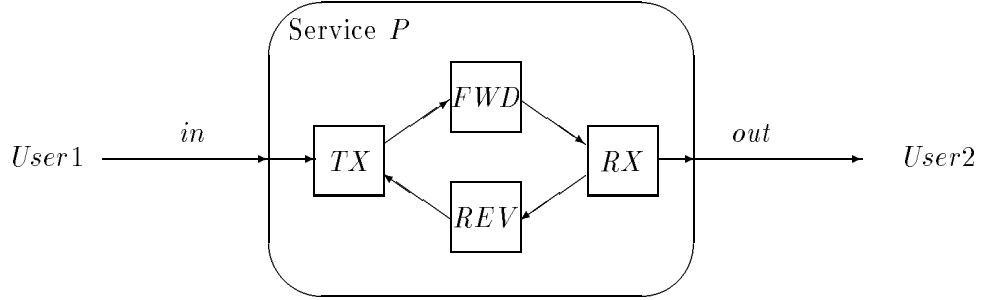 Service P
FWD
in
out
User1
TX
RX
User2
REV